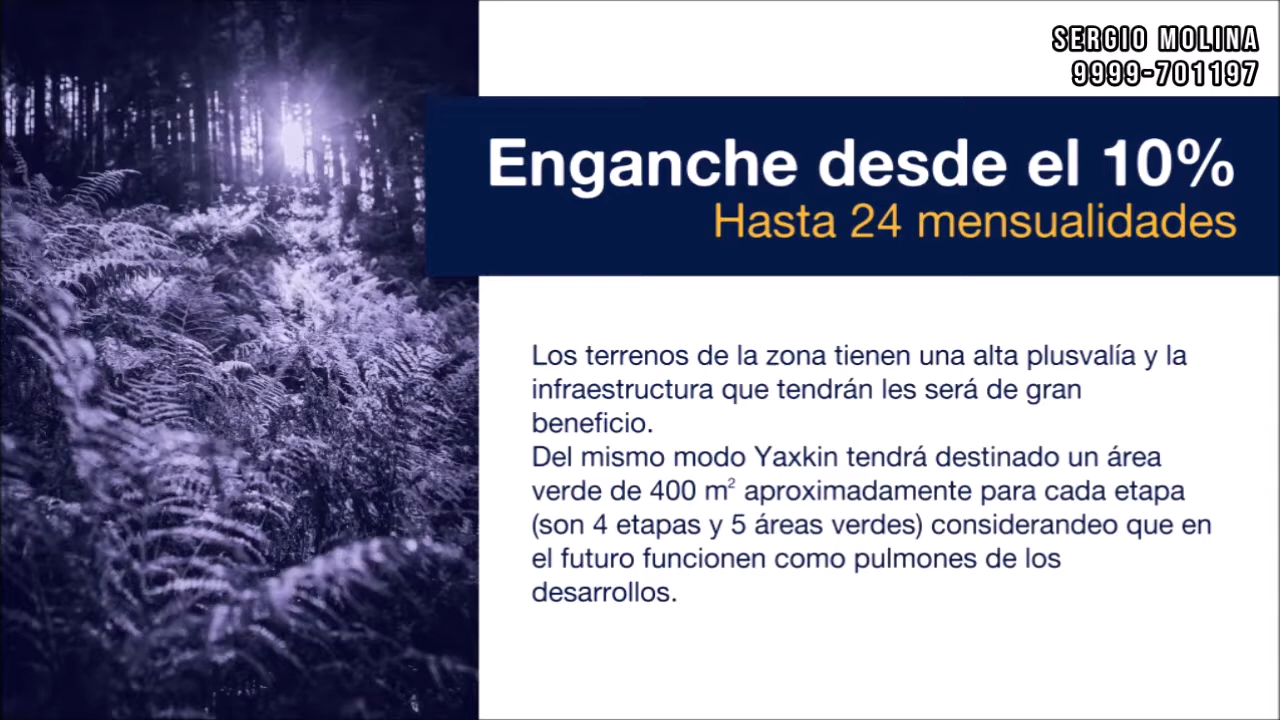 SERGIO MOLINA
9999-701197
Enganche desde el 10%
Hasta 24 mensualidades
Los terrenos de la zona tienen una alta plusvalía y la
infraestructura que tendrán les será de gran
beneficio.
Del mismo modo Yaxkin tendrá destinado un área
verde de 400 m² aproximadamente para cada etapa
(son 4 etapas y 5 áreas verdes) considerandeo que en
el futuro funcionen como pulmones de los
desarrollos.